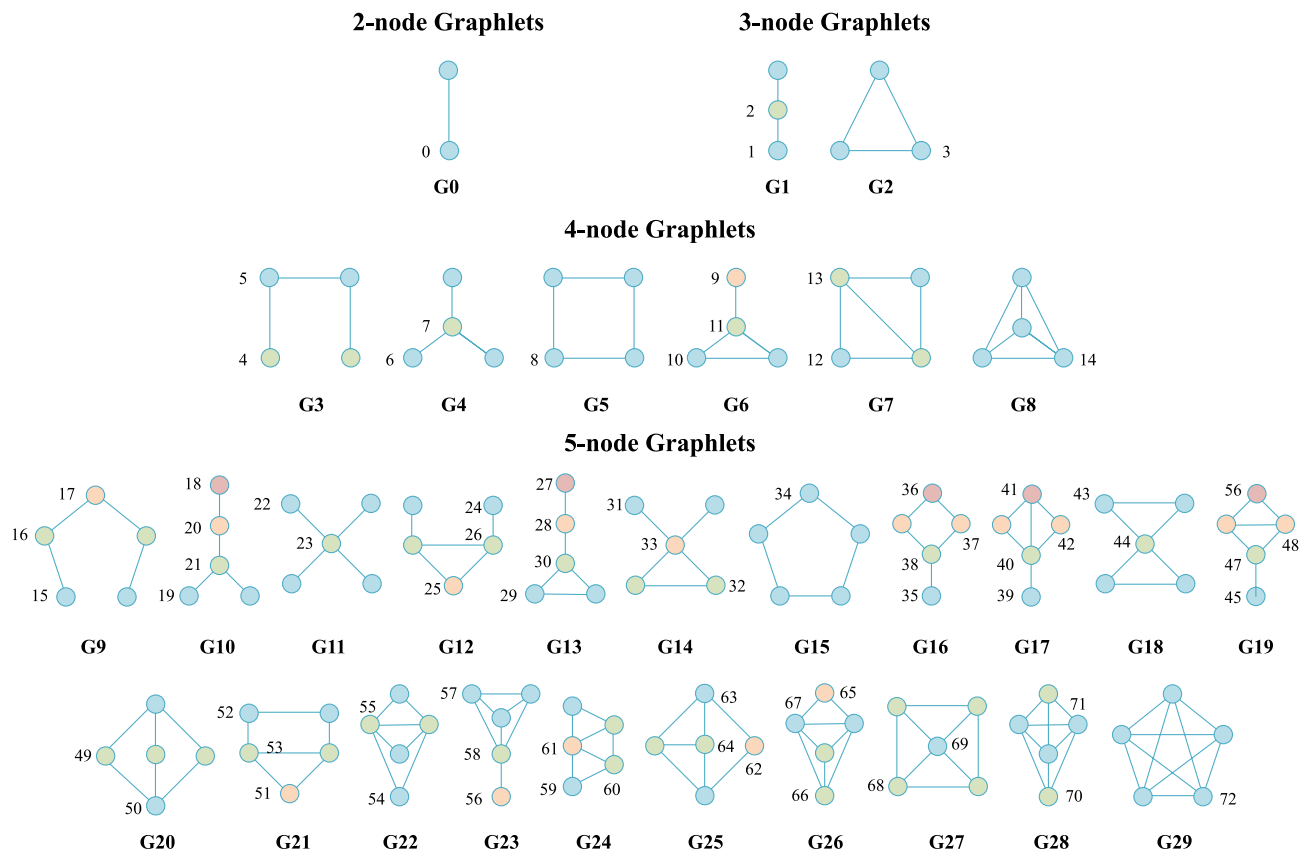 2-node Graphlets 3-node Graphlets
2
0 1 3
G0 G1 G2
4-node Graphlets
5 9 13
7 11
4 6 8 10 12 14
G3 G4 G5 G6 G7 G8
5-node Graphlets
17 18 22 24 27 31 34 36 41 43 56
16 20 23 26 28 33 37 42 44 48
21 30 38 40 47
15 19 25 29 32 35 39 45
G9 G10 G11 G12 G13 G14 G15 G16 G17 G18 G19
52 55 57 63 67 65 71
49 53 58 61 64 69
50 51 54 56 59 60 62 66 68 70 72
G20 G21 G22 G23 G24 G25 G26 G27 G28 G29